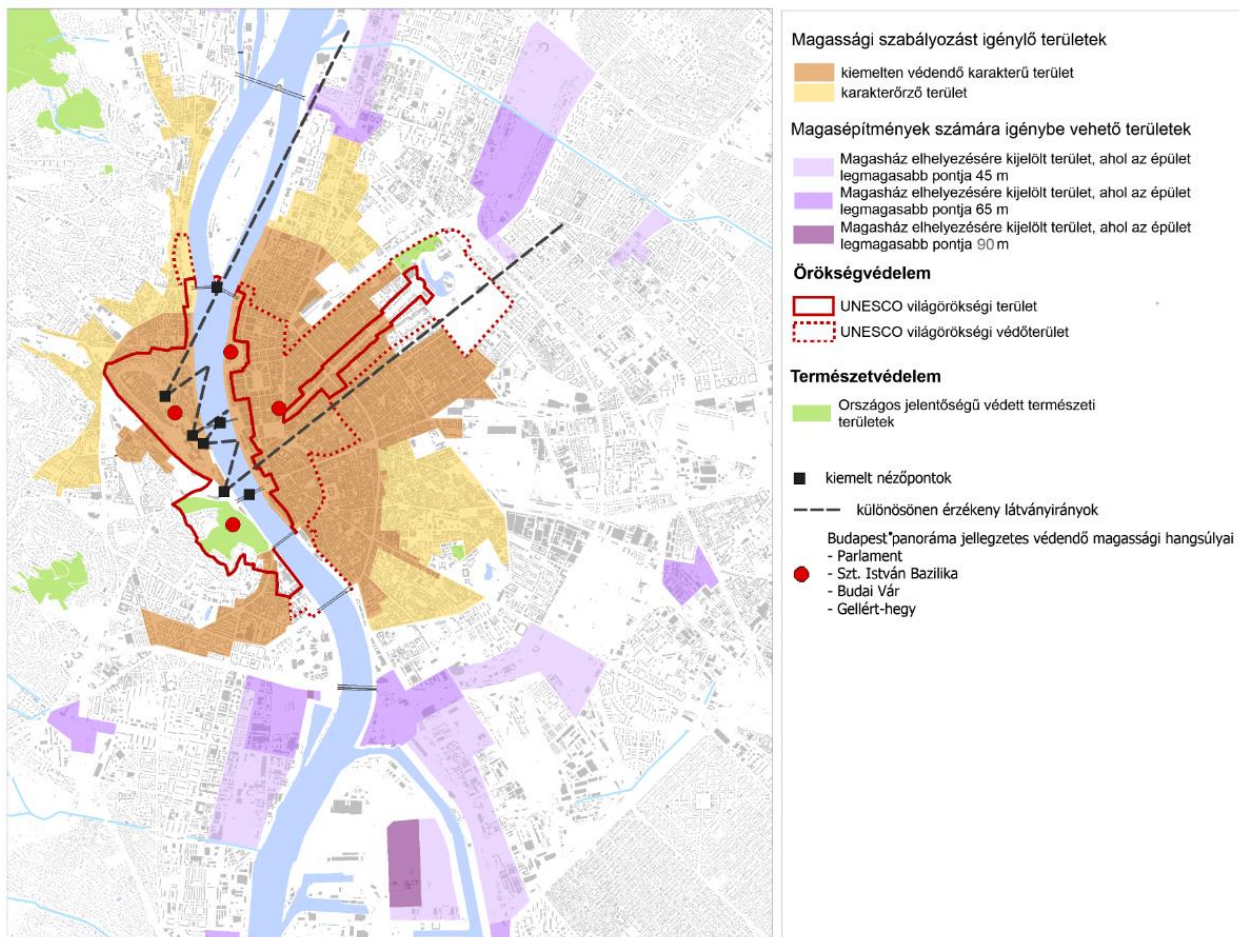 Magassági szabályozást igénylő területek
kiemelten védendő karakterű terület
karakterőrző terület
Magasépítmények számára igénybe vehető területek
Magasház elhelyezésére kijelölt terület, ahol az épület
legmagasabb pontja 45 m
Magasház elhelyezésére kijelölt terület, ahol az épület
legmagasabb pontja 65 m
Magasház elhelyezésére kijelölt terület, ahol az épület
legmagasabb pontja 90 m
Örökségvédelem
UNESCO világörökségi terület
UNESCO világörökségi védőterület
Természetvédelem
Országos jelentőségű védett természeti
területek
kiemelt nézőpontok
különösönen érzékeny látványirányok
Budapest panoráma jellegzetes védendő magassági hangsúlyai
- Parlament
- Szt. István Bazilika
- Budai Vár
- Gellért-hegy